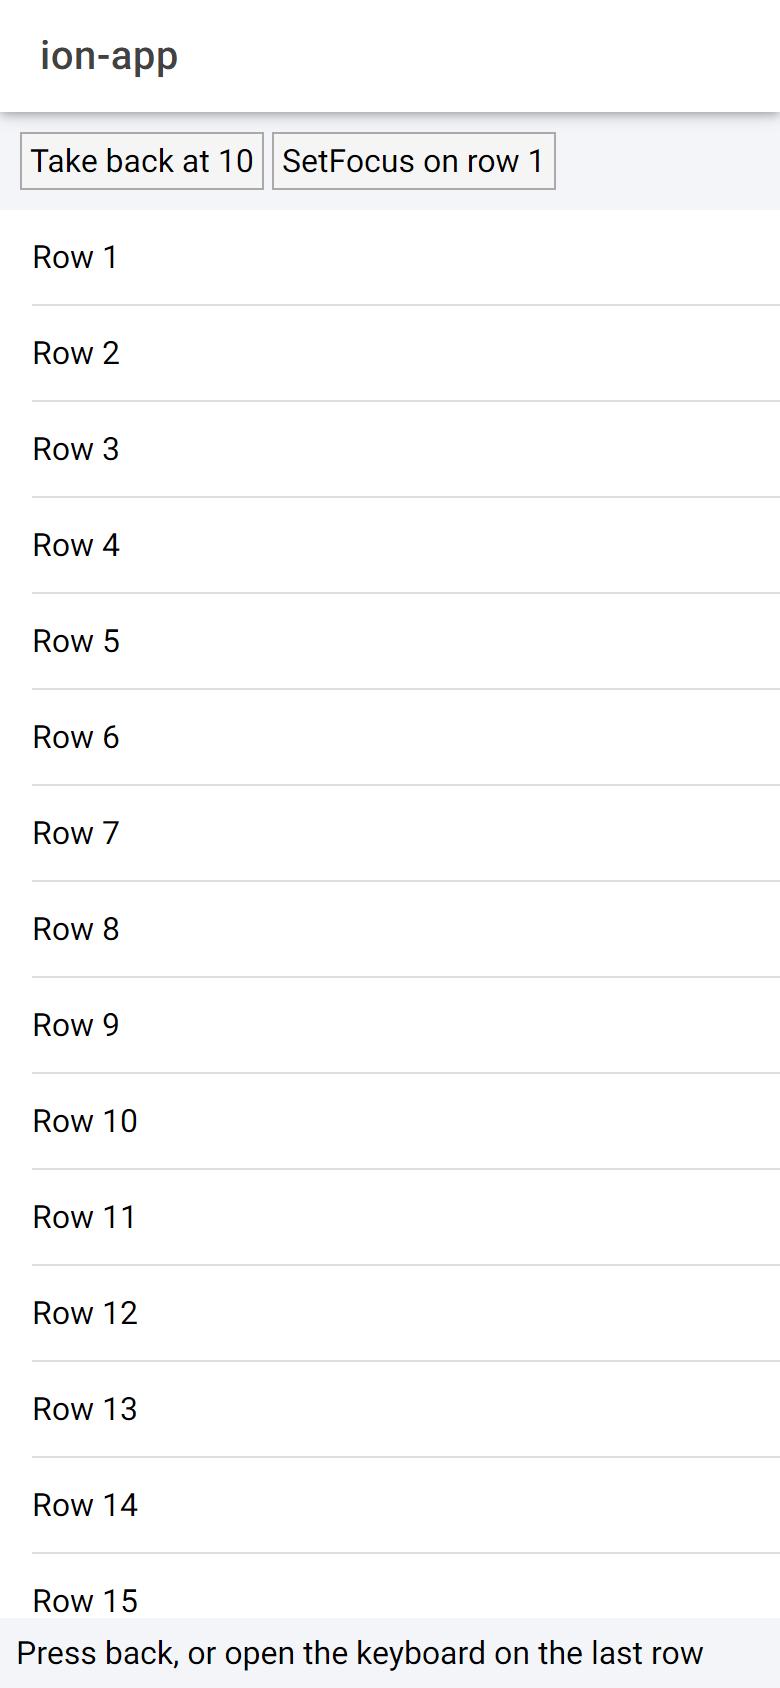 ion-app
Take back at 10 SetFocus on row 1
Row 1
Row 2
Row 3
Row 4
Row 5
Row 6
Row 7
Row 8
Row 9
Row 10
Row 11
Row 12
Row 13
Row 14
Row 15
Press back, or open the keyboard on the last row